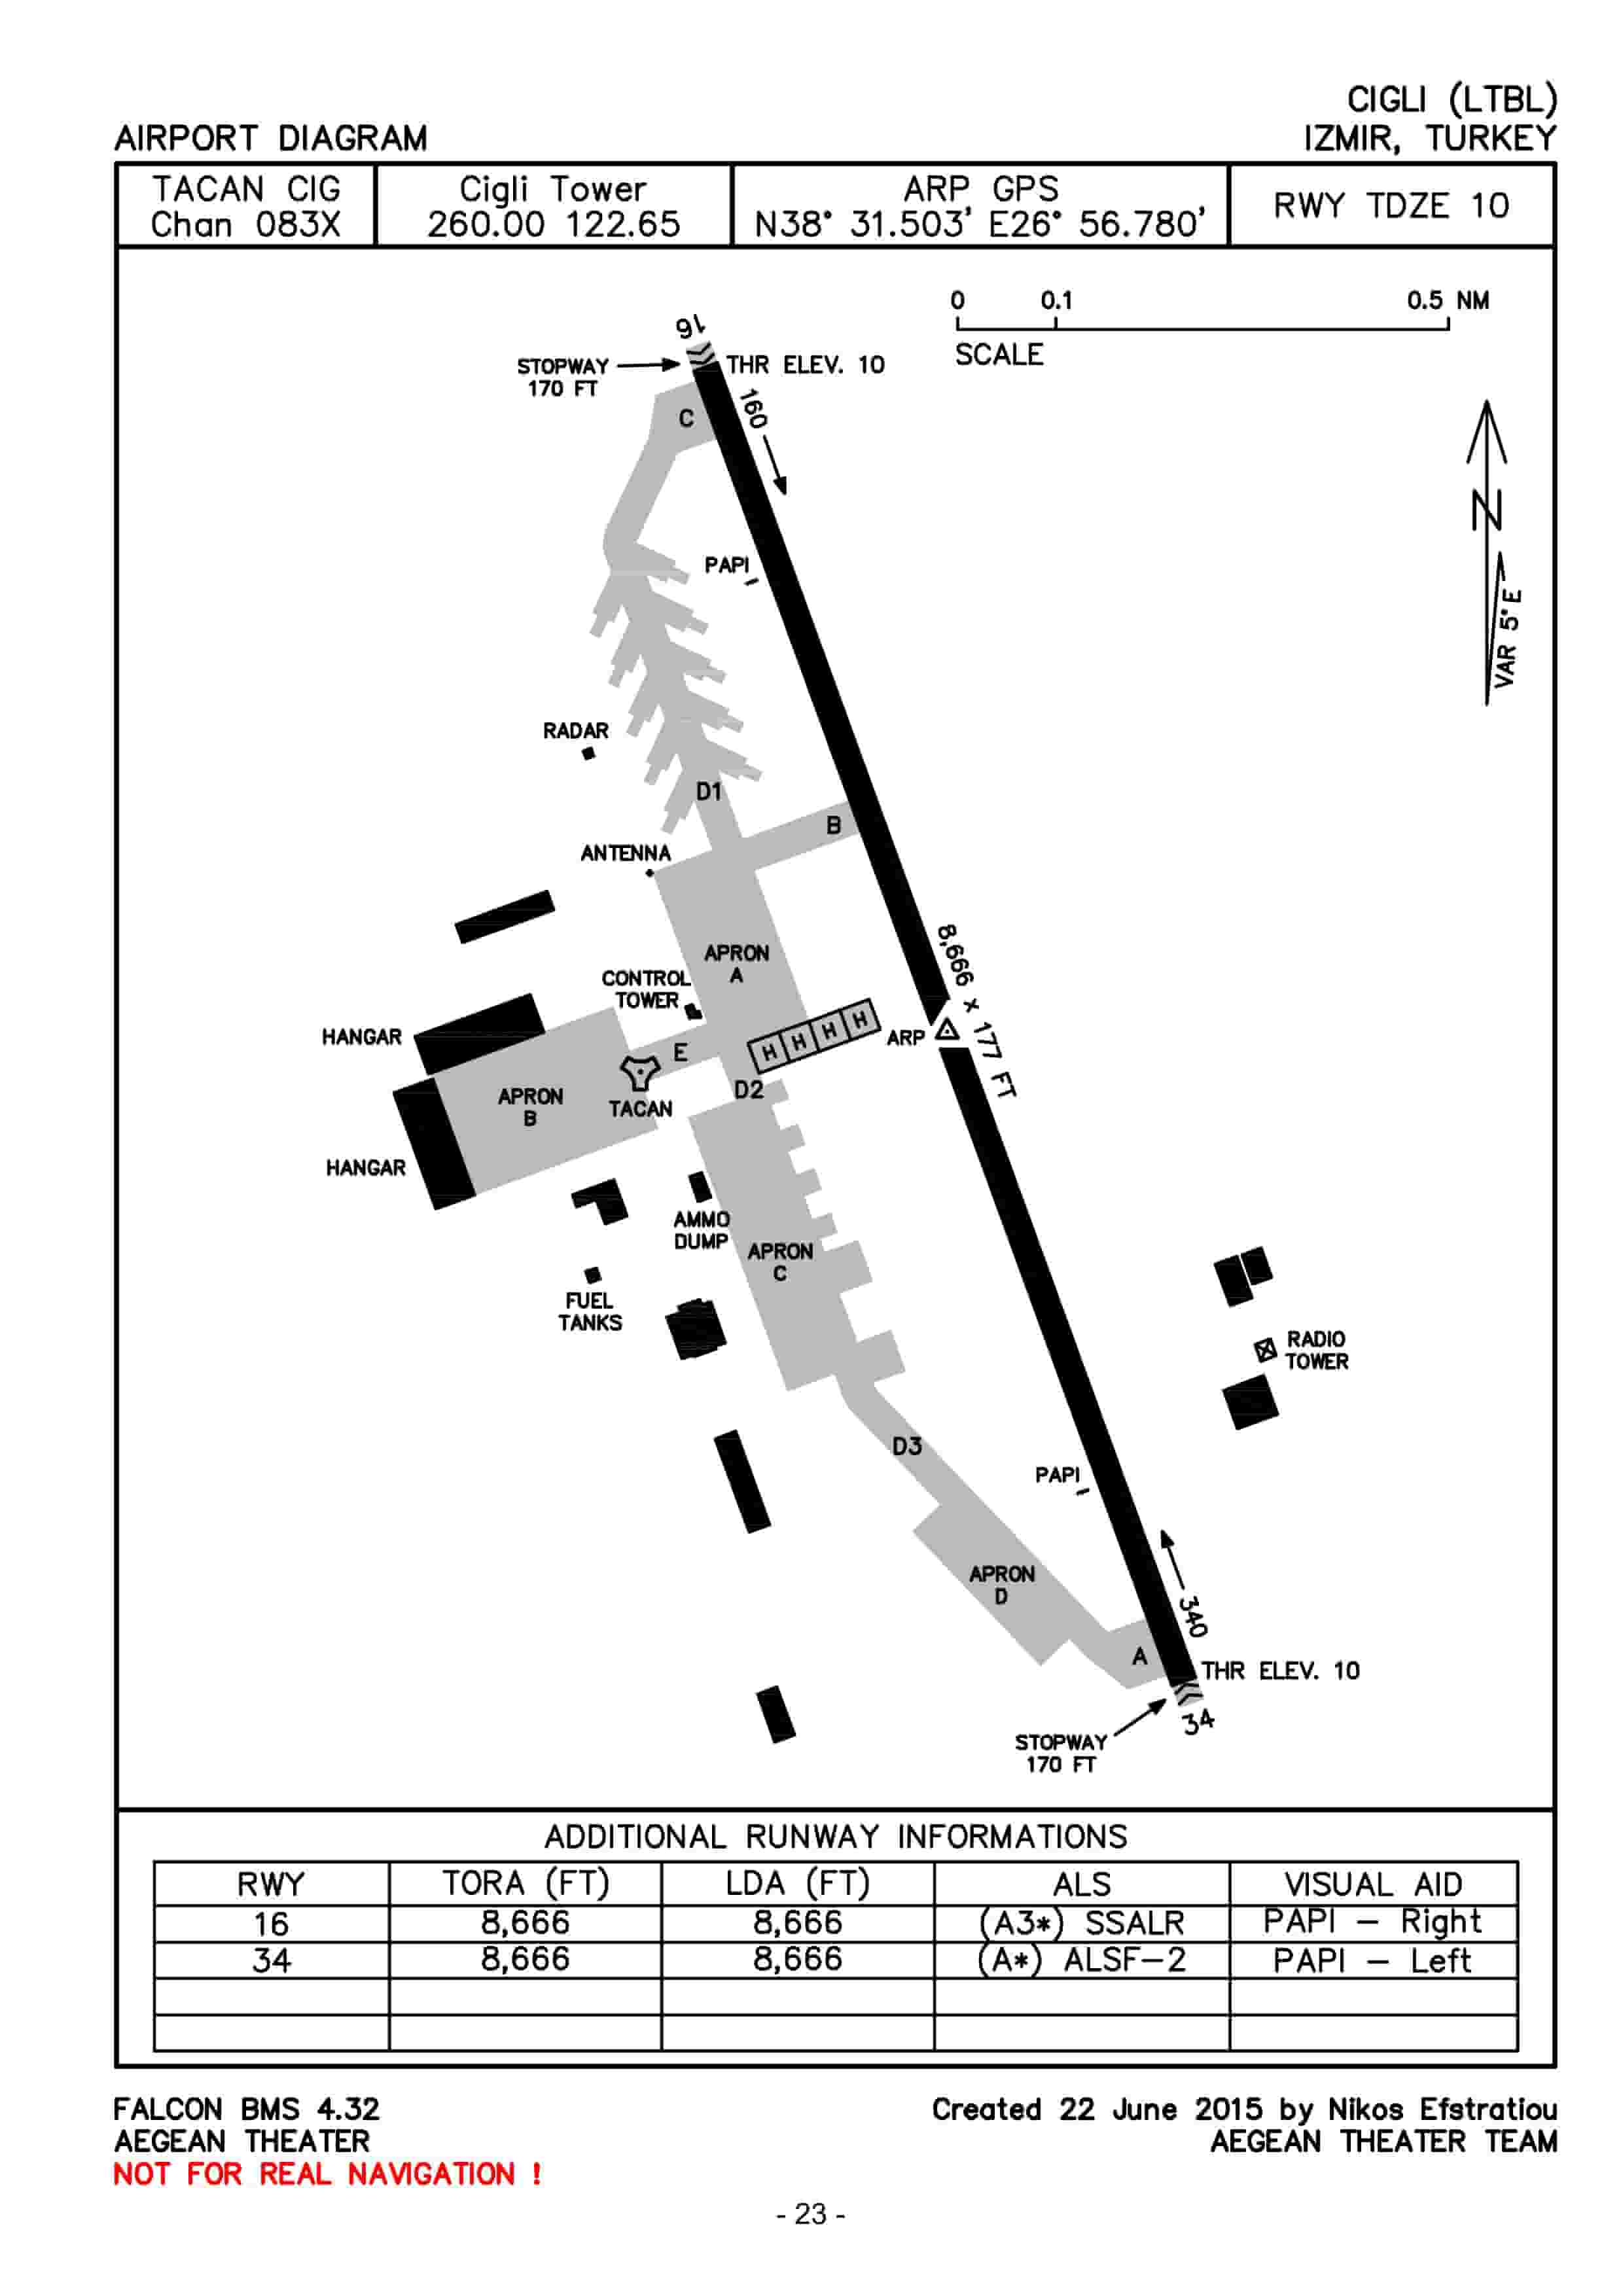 CIGLI (LTBL)
AIRPORT DIAGRAM
IZMIR, TURKEY
TACAN CIG
Chan 083X
Cigli Tower
260.00 122.65
ARP GPS
N38° 31.503' E26° 56.780'
RWY TDZE 10
0 0.1 0.5 NM
SCALE
16
STOPWAY
170 FT
THR ELEV. 10
C
160
N
VAR 5°E
PAPI
RADAR
D1
B
ANTENNA
APRON
A
8,666 x 177 FT
CONTROL
TOWER
HANGAR
H H H H
ARP
E
D2
APRON
B
TACAN
HANGAR
AMMO
DUMP
APRON
C
FUEL
TANKS
RADIO
TOWER
D3
PAPI
APRON
D
340
A
THR ELEV. 10
34
STOPWAY
170 FT
ADDITIONAL RUNWAY INFORMATIONS
RWY TORA (FT) LDA (FT) ALS VISUAL AID
16 8,666 8,666 (A3*) SSALR PAPI – Right
34 8,666 8,666 (A*) ALSF–2 PAPI – Left
FALCON BMS 4.32
AEGEAN THEATER
NOT FOR REAL NAVIGATION !
Created 22 June 2015 by Nikos Efstratiou
AEGEAN THEATER TEAM
- 23 -